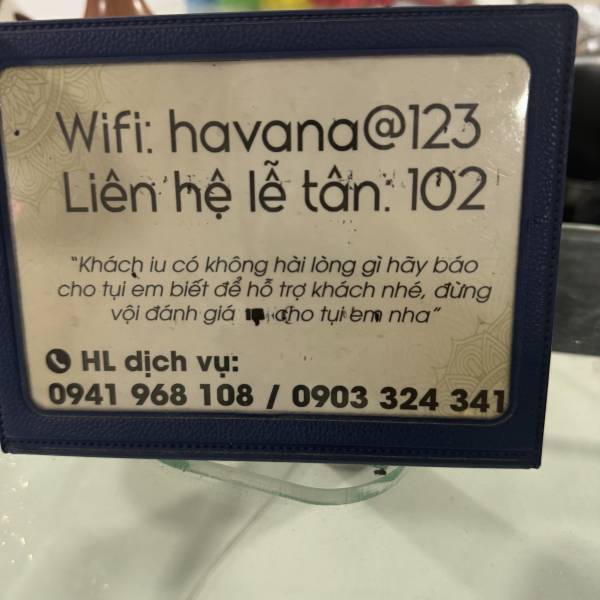 Wifi: havana@123
Liên hệ lễ tân: 102
"Khách iu có không hài lòng gì hãy báo
cho tụi em biết để hỗ trợ khách nhé, đừng
vội đánh giá cho tụi em nha"
HL dịch vụ:
0941 968 108 / 0903 324 341